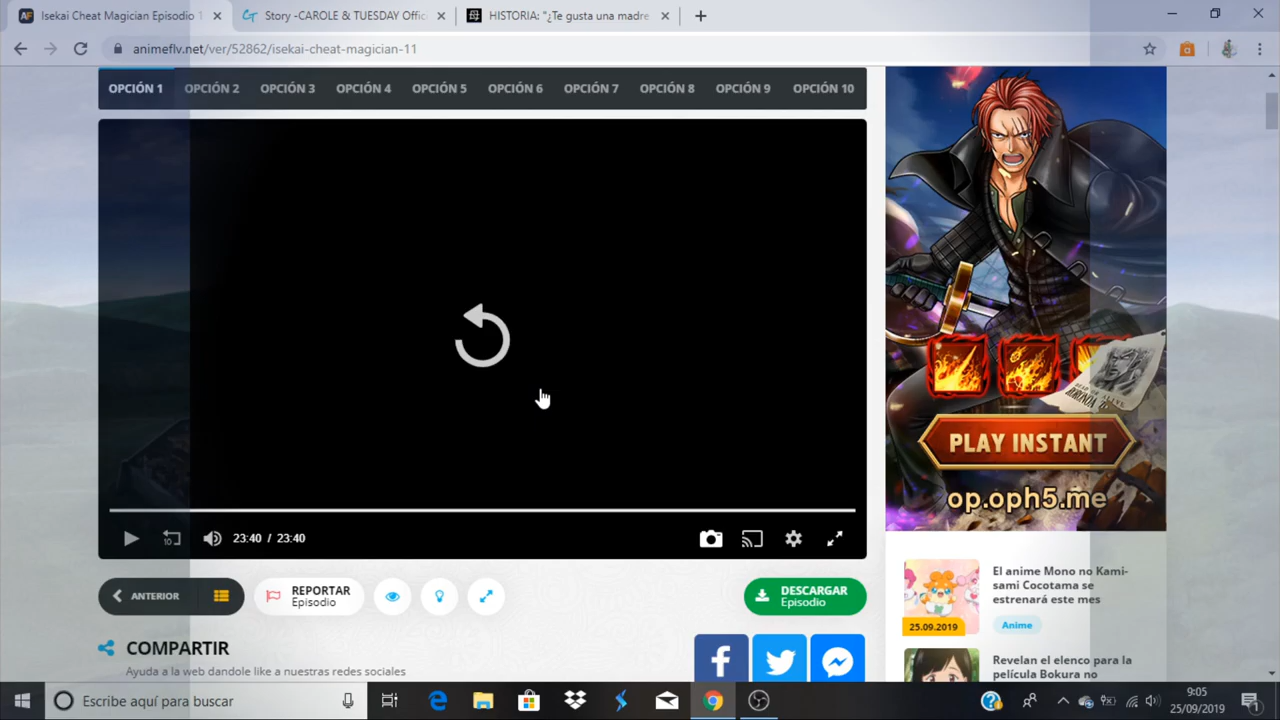 Isekai Cheat Magician Episodio 1
Story -CAROLE & TUESDAY Offic
HISTORIA: "¿Te gusta una madre
animeflv.net/ver/52862/isekai-cheat-magician-11
OPCIÓN 1 OPCIÓN 2 OPCIÓN 3 OPCIÓN 4 OPCIÓN 5 OPCIÓN 6 OPCIÓN 7 OPCIÓN 8 OPCIÓN 9 OPCIÓN 10
PLAY INSTANT
op.oph5.me
10
23:40 / 23:40
ANTERIOR
REPORTAR
Episodio
DESCARGAR
Episodio
El anime Mono no Kami-
sami Cocotama se
estrenará este mes
25.09.2019
Anime
COMPARTIR
Ayuda a la web dandole like a nuestras redes sociales
Revelan el elenco para la
película Bokura no
Escribe aquí para buscar
9:05
25/09/2019
1